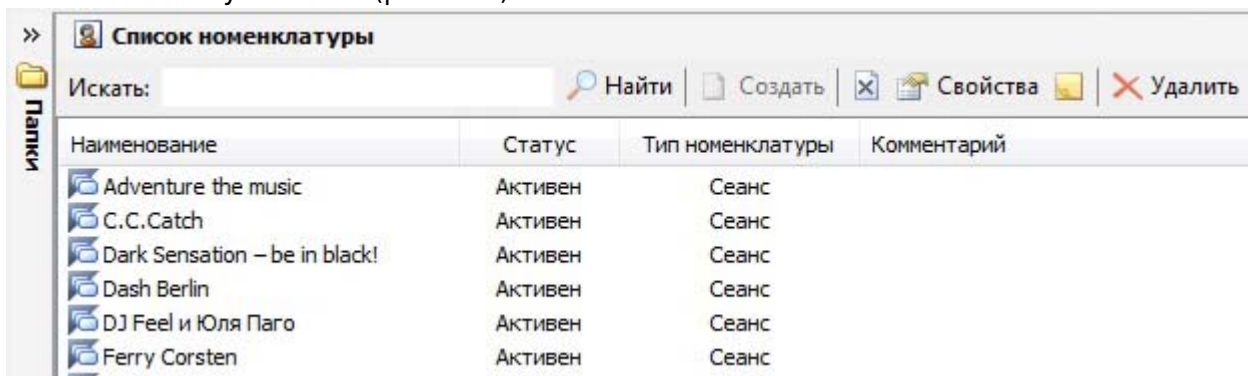 Список номенклатуры
Папки
Искать: Найти Создать Свойства Удалить
Наименование Статус Тип номенклатуры Комментарий
Adventure the music Активен Сеанс
C.C.Catch Активен Сеанс
Dark Sensation – be in black! Активен Сеанс
Dash Berlin Активен Сеанс
DJ Feel и Юля Паго Активен Сеанс
Ferry Corsten Активен Сеанс